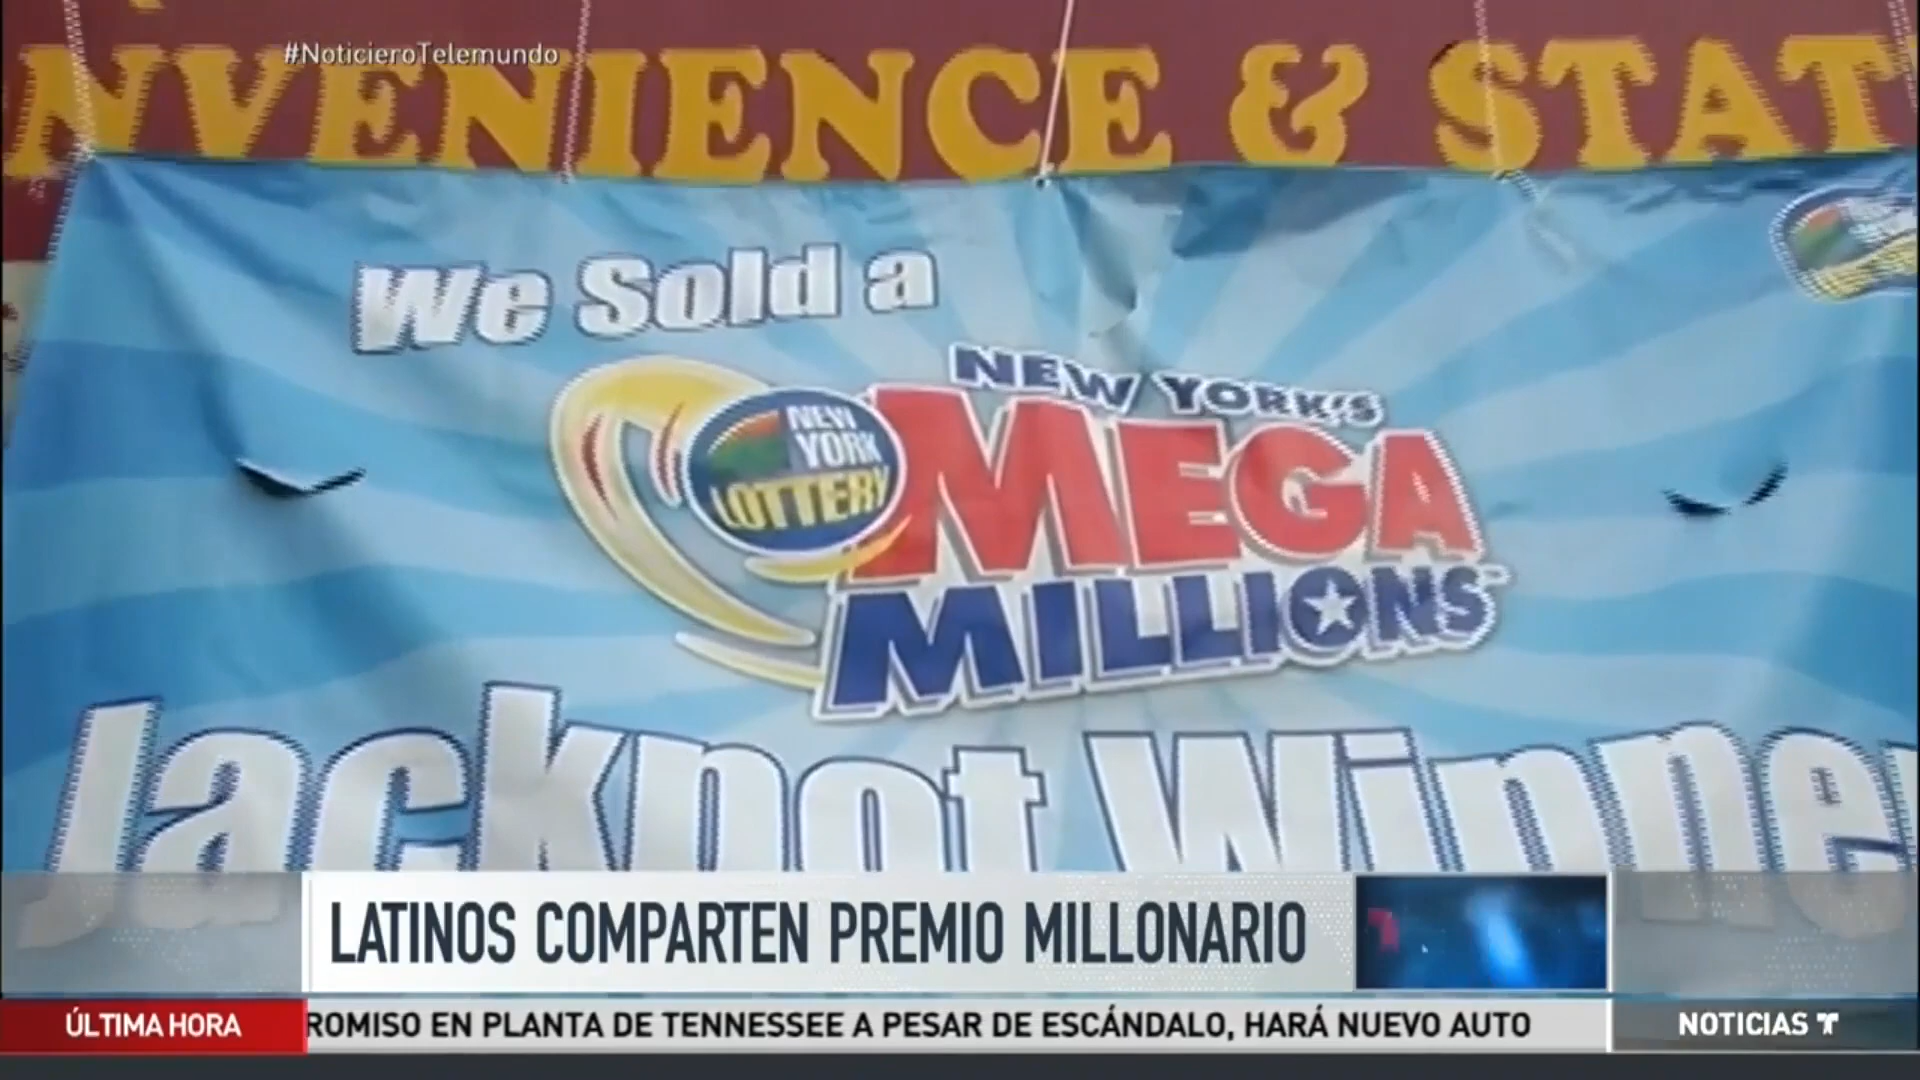 #NoticieroTelemundo
NVENIENCE & STAT
We Sold a
NEW YORK'S
NEW
YORK
LOTTERY
MEGA
MILLIONS
Jackpot Winner
LATINOS COMPARTEN PREMIO MILLONARIO
ÚLTIMA HORA
ROMISO EN PLANTA DE TENNESSEE A PESAR DE ESCÁNDALO, HARÁ NUEVO AUTO
NOTICIAS T